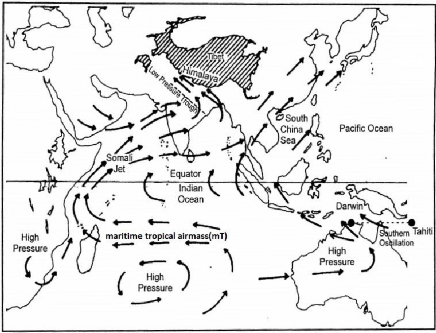 Tibet
Himalaya
Low Pressure Trough
South
China
Sea
Pacific Ocean
Somali
Jet
Equator
Indian
Ocean
Darwin
Tahiti
Southern
Oscillation
maritime tropical airmass(mT)
High
Pressure
High
Pressure
High
Pressure